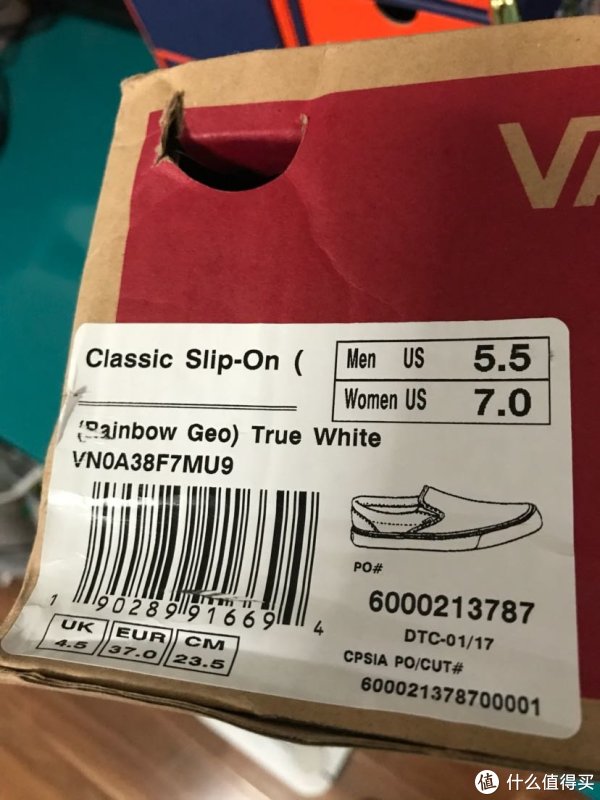 VA
Classic Slip-On (
Men US 5.5
Women US 7.0
(Rainbow Geo) True White
VN0A38F7MU9
1 90289 91669 4
UK EUR CM
4.5 37.0 23.5
PO#
6000213787
DTC-01/17
CPSIA PO/CUT#
600021378700001
值 什么值得买